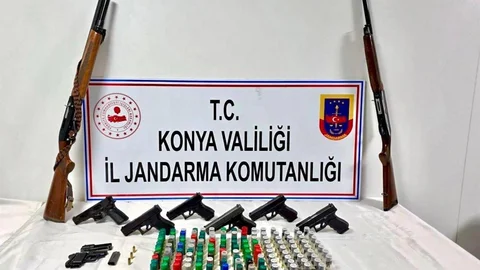 T.C.
KONYA VALİLİĞİ
İL JANDARMA KOMUTANLIĞI